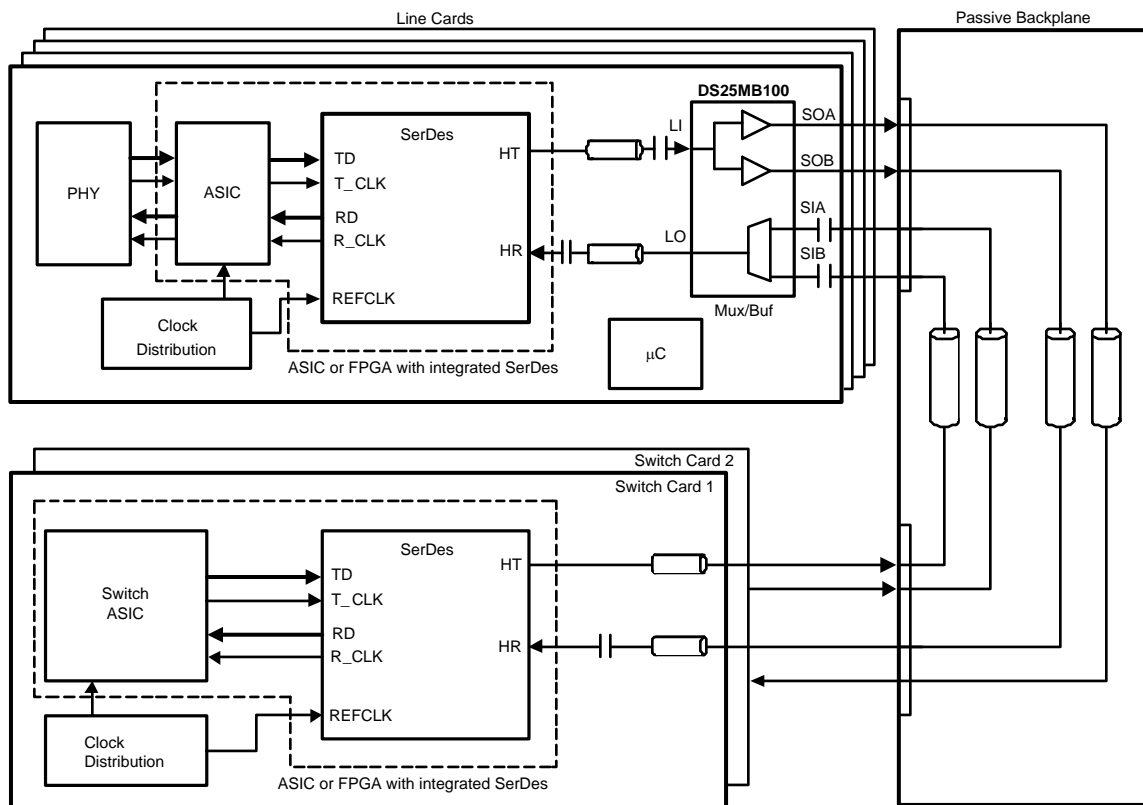 Line Cards
Passive Backplane
DS25MB100
SOA
LI
SerDes
HT
TD
SOB
PHY
ASIC
T_CLK
SIA
RD
LO
R_CLK
HR
SIB
REFCLK
Mux/Buf
Clock
Distribution
μC
ASIC or FPGA with integrated SerDes
Switch Card 2
Switch Card 1
SerDes
HT
TD
Switch
ASIC
T_CLK
RD
HR
R_CLK
REFCLK
Clock
Distribution
ASIC or FPGA with integrated SerDes